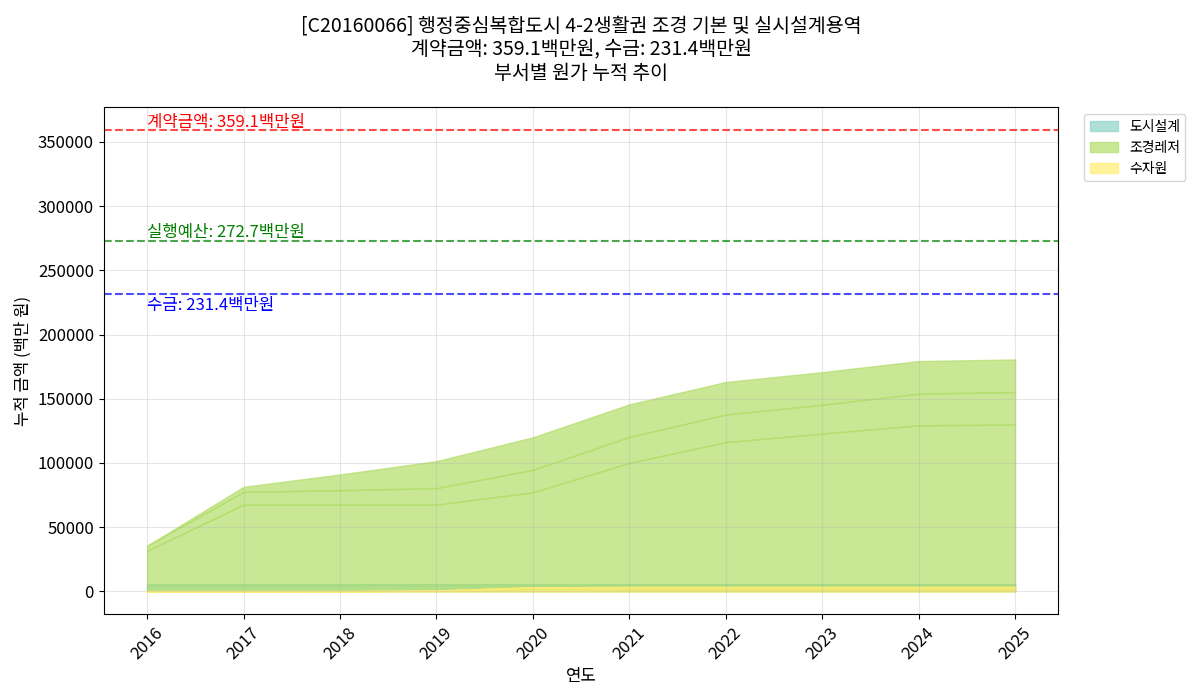 [C20160066] 행정중심복합도시 4-2생활권 조경 기본 및 실시설계용역
계약금액: 359.1백만원, 수금: 231.4백만원
부서별 원가 누적 추이
계약금액: 359.1백만원
실행예산: 272.7백만원
수금: 231.4백만원
도시설계
조경레저
수자원
누적 금액 (백만 원)
350000
300000
250000
200000
150000
100000
50000
0
2016
2017
2018
2019
2020
2021
2022
2023
2024
2025
연도